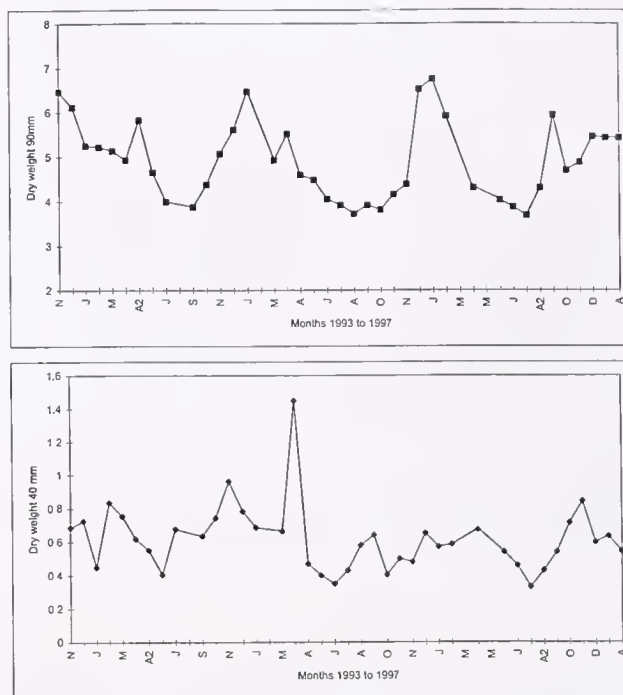 8
7
6
5
4
3
2
Dry weight 90mm
N J M A2 J S N J M A J A O N J M M J A2 O D A
Months 1993 to 1997
1.6
1.4
1.2
1
0.8
0.6
0 4
0.2
0
Dry weight 40 mm
N J M A2 J S N J M A J A O N J M M J A2 O D A
Months 1993 to 1997